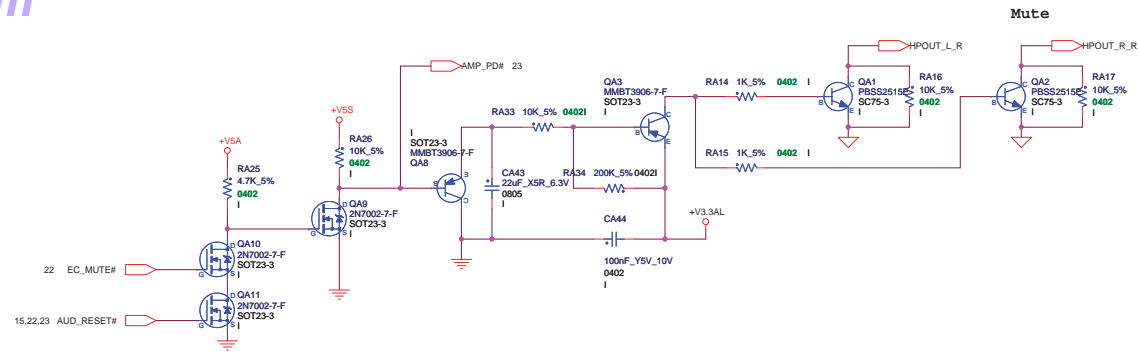 Mute
HPOUT_L_R
HPOUT_R_R
AMP_PD# 23
QA3
MMBT3906-7-F
SOT23-3
I
RA14 1K_5% 0402 I
C
B
E
QA1
PBSS2515E
SC75-3
RA16
10K_5%
0402
I
C
B
E
QA2
PBSS2515E
SC75-3
RA17
10K_5%
0402
I
+V5S
RA26
10K_5%
0402
I
+V5A
RA25
4.7K_5%
0402
I
RA33 10K_5% 0402I
C
B
E
I
SOT23-3
MMBT3906-7-F
QA8
E
B
C
CA43
22uF_X5R_6.3V
0805
I
RA34 200K_5%0402I
RA15 1K_5% 0402 I
+V3.3AL
CA44
100nF_Y5V_10V
0402
I
QA9
2N7002-7-F
SOT23-3
I
D
G
S
QA10
2N7002-7-F
SOT23-3
I
D
G
S
22 EC_MUTE#
QA11
2N7002-7-F
SOT23-3
I
D
G
S
15,22,23 AUD_RESET#